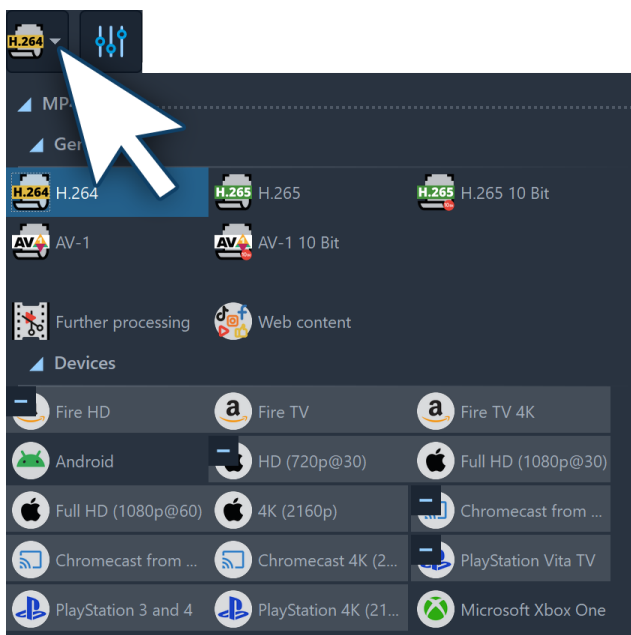 H.264
H.264 H.264
H.265 H.265
H.265 H.265 10 Bit
AV-1
AV-1 10 Bit
Further processing
Web content
Devices
Fire HD
Fire TV
Fire TV 4K
Android
HD (720p@30)
Full HD (1080p@30)
Full HD (1080p@60)
4K (2160p)
Chromecast from ...
Chromecast from ...
Chromecast 4K (2...
PlayStation Vita TV
PlayStation 3 and 4
PlayStation 4K (21...
Microsoft Xbox One